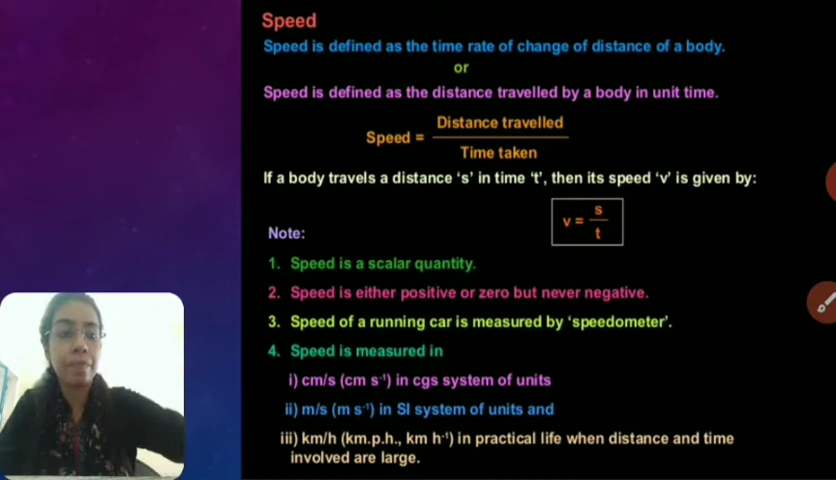 Speed
Speed is defined as the time rate of change of distance of a body.
or
Speed is defined as the distance travelled by a body in unit time.
Speed = Distance travelled / Time taken
If a body travels a distance ‘s’ in time ‘t’, then its speed ‘v’ is given by:
v = s / t
Note:
1. Speed is a scalar quantity.
2. Speed is either positive or zero but never negative.
3. Speed of a running car is measured by ‘speedometer’.
4. Speed is measured in
i) cm/s (cm s⁻¹) in cgs system of units
ii) m/s (m s⁻¹) in SI system of units and
iii) km/h (km.p.h., km h⁻¹) in practical life when distance and time
involved are large.